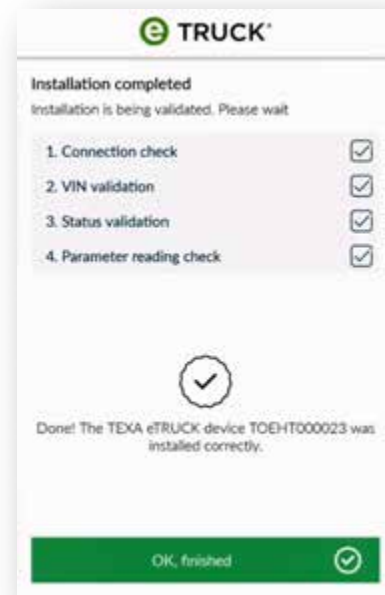 e TRUCK®
Installation completed
Installation is being validated. Please wait
1. Connection check
2. VIN validation
3. Status validation
4. Parameter reading check
Done! The TEXA eTRUCK device TOEHT000023 was
installed correctly.
OK, finished